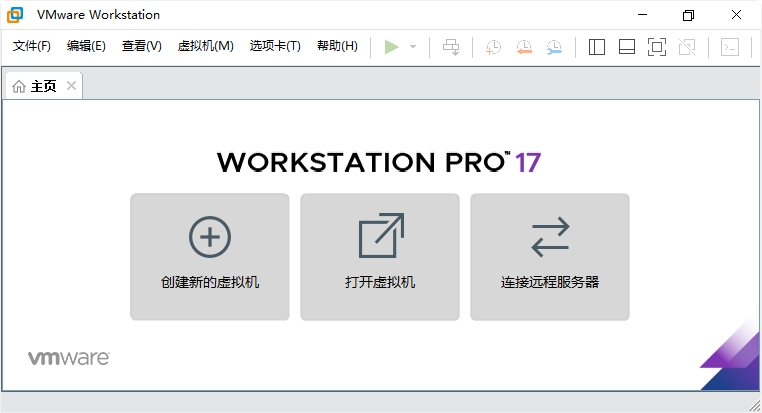 VMware Workstation
文件(F) 编辑(E) 查看(V) 虚拟机(M) 选项卡(T) 帮助(H)
主页
WORKSTATION PRO™ 17
创建新的虚拟机 打开虚拟机 连接远程服务器
vmware